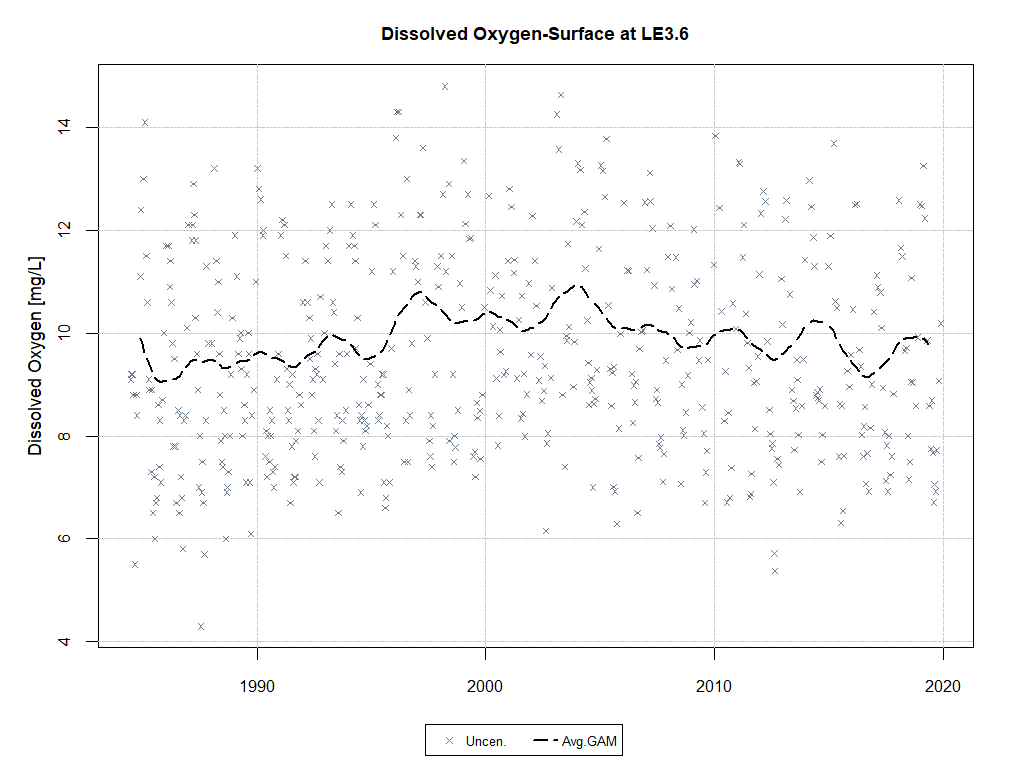 Dissolved Oxygen-Surface at LE3.6
Dissolved Oxygen [mg/L]
14
12
10
8
6
4
1990 2000 2010 2020
Uncen. Avg.GAM